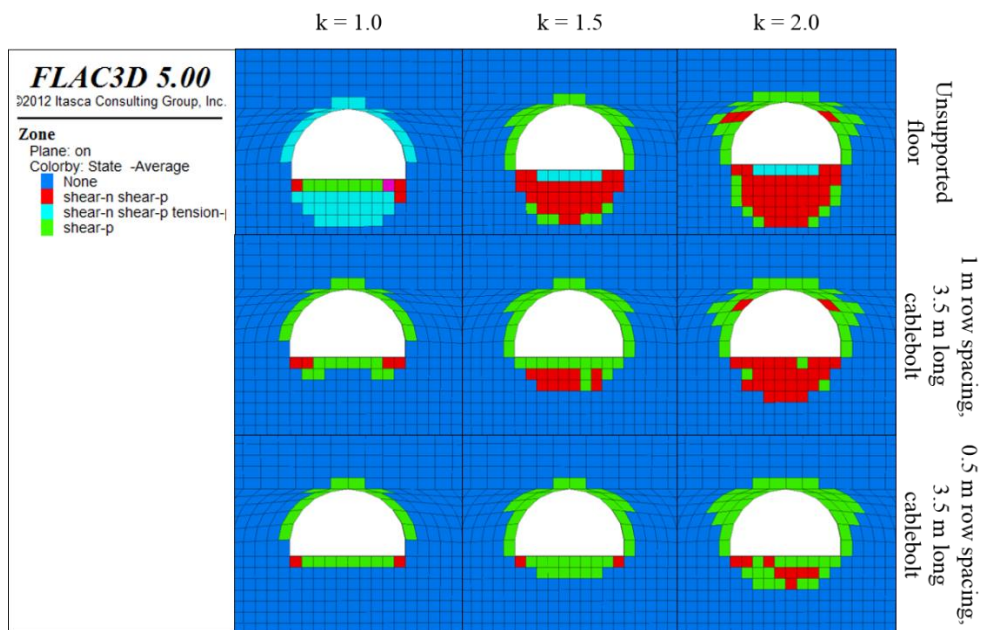 k = 1.0 k = 1.5 k = 2.0
FLAC3D 5.00
©2012 Itasca Consulting Group, Inc.
Zone
Plane: on
Colorby: State -Average
None
shear-n shear-p
shear-n shear-p tension-
shear-p
Unsupported
floor
1 m row spacing,
3.5 m long
cablebolt
0.5 m row spacing,
3.5 m long
cablebolt